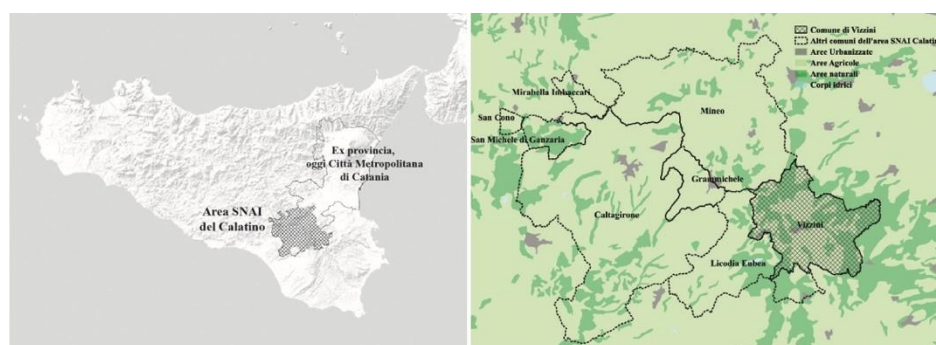 Ex provincia,
oggi Città Metropolitana
di Catania
Area SNAI
del Calatino
Comune di Vizzini
Altri comuni dell'area SNAI Calatino
Aree Urbanizzate
Aree Agricole
Aree naturali
Corpi idrici
Mirabella Imbaccari
Mineo
San Cono
San Michele di Ganzaria
Grammichele
Caltagirone
Vizzini
Licodia Eubea